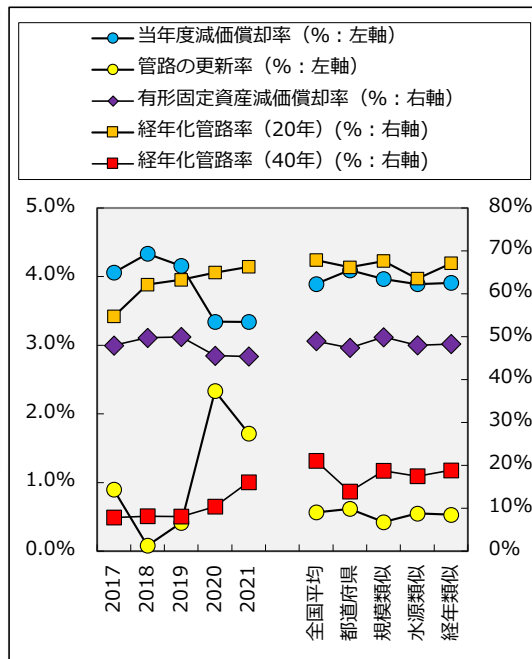 当年度減価償却率（%：左軸）
管路の更新率（%：左軸）
有形固定資産減価償却率（%：右軸）
経年化管路率（20年）(%：右軸)
経年化管路率（40年）(%：右軸)
5.0%
4.0%
3.0%
2.0%
1.0%
0.0%
80%
70%
60%
50%
40%
30%
20%
10%
0%
2017
2018
2019
2020
2021
全国平均
都道府県
規模類似
水源類似
経年類似